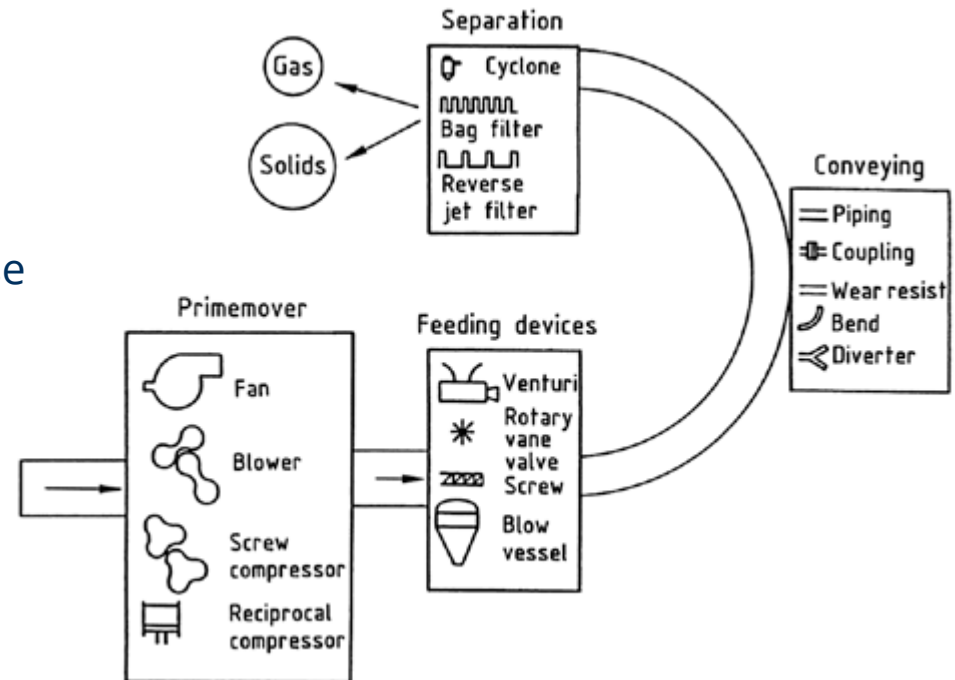 Separation
Cyclone
Bag filter
Reverse
jet filter
Gas
Solids
Conveying
Piping
Coupling
Wear resist
Bend
Diverter
e
Primemover
Fan
Blower
Screw
compressor
Reciprocal
compressor
Feeding devices
Venturi
Rotary
vane
valve
Screw
Blow
vessel